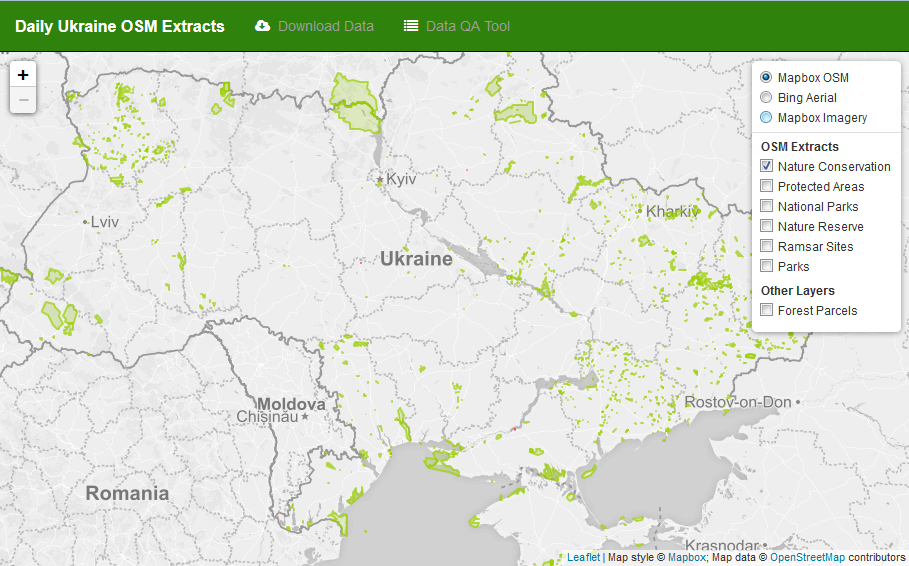 Daily Ukraine OSM Extracts
Download Data
Data QA Tool
+
−
Mapbox OSM
Bing Aerial
Mapbox Imagery
OSM Extracts
Nature Conservation
Protected Areas
National Parks
Nature Reserve
Ramsar Sites
Parks
Other Layers
Forest Parcels
Kyiv
Kharkiv
Lviv
Ukraine
Moldova
Chisinau
Rostov-on-Don
Romania
Krasnodar
Leaflet | Map style © Mapbox; Map data © OpenStreetMap contributors